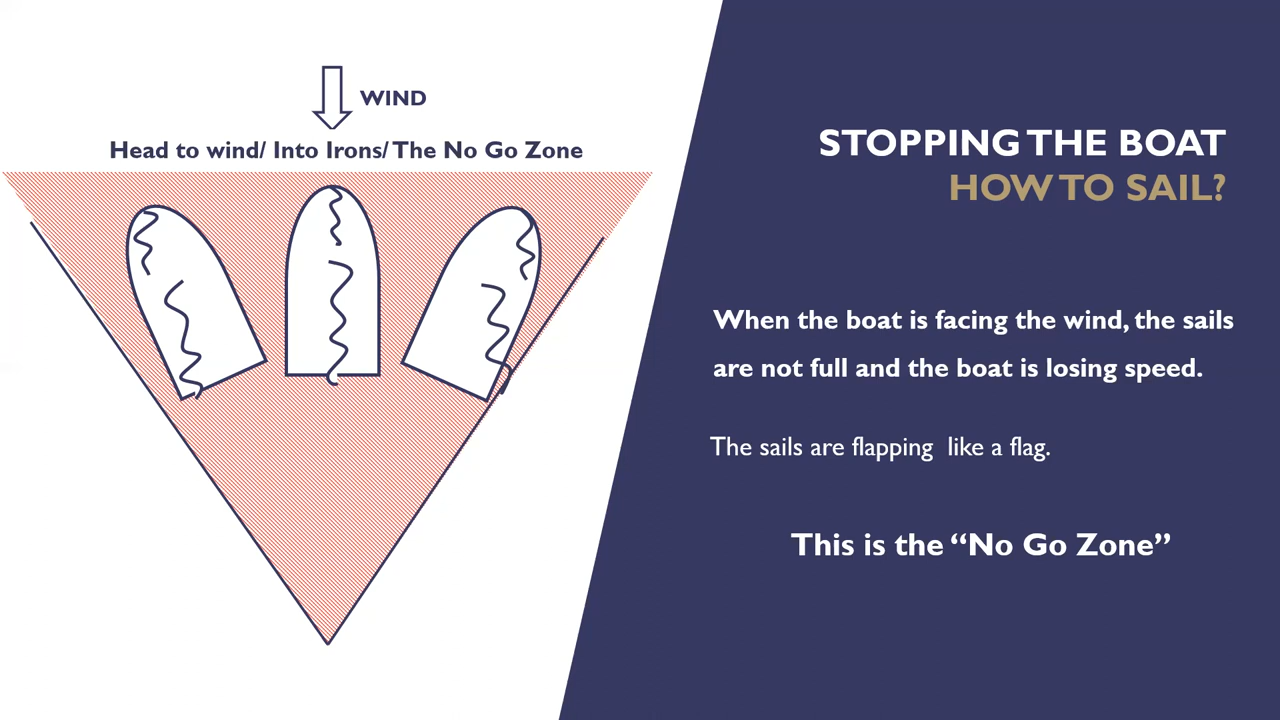 WIND
Head to wind/ Into Irons/ The No Go Zone
STOPPING THE BOAT
HOW TO SAIL?
When the boat is facing the wind, the sails
are not full and the boat is losing speed.
The sails are flapping like a flag.
This is the “No Go Zone”